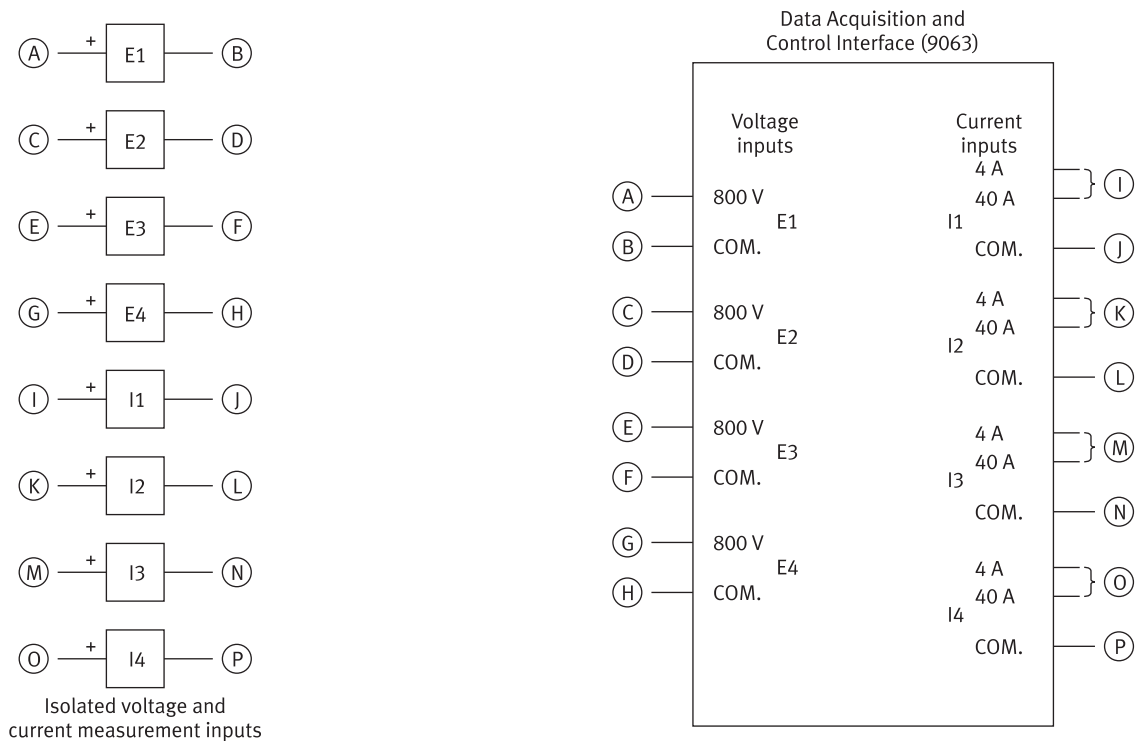 A + E1 B
C + E2 D
E + E3 F
G + E4 H
I + I1 J
K + I2 L
M + I3 N
O + I4 P
Isolated voltage and
current measurement inputs
Data Acquisition and
Control Interface (9063)
Voltage
inputs
A 800 V
E1
B COM.
C 800 V
E2
D COM.
E 800 V
E3
F COM.
G 800 V
E4
H COM.
Current
inputs
4 A
I
40 A
I1
COM. J
4 A
K
40 A
I2
COM. L
4 A
M
40 A
I3
COM. N
4 A
O
40 A
I4
COM. P